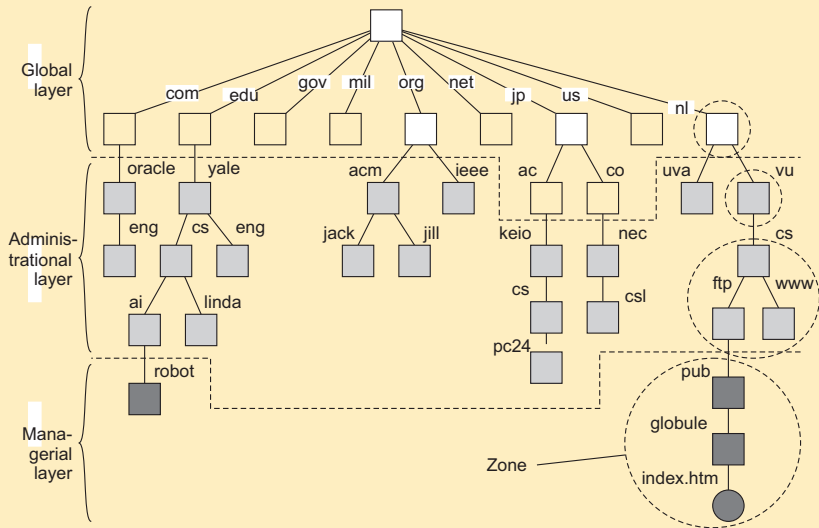 Global
layer
com
edu
gov
mil
org
net
jp
us
nl
oracle
yale
acm
ieee
ac
co
uva
vu
Adminis-
trational
layer
eng
cs
eng
jack
jill
keio
nec
cs
ai
linda
cs
csl
ftp
www
pc24
robot
pub
Mana-
gerial
layer
globule
Zone
index.htm